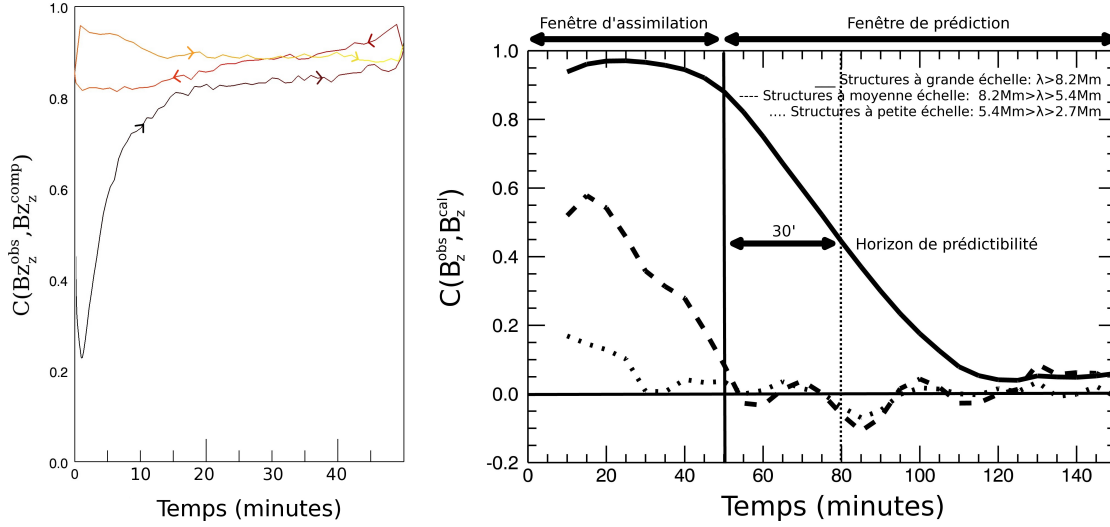 1.0
0.8
0.6
0.4
0.2
0.0
0
10
20
30
40
C(Bz_z^obs,Bz_z^comp)
Temps (minutes)
Fenêtre d'assimilation
Fenêtre de prédiction
1.0
0.8
0.6
0.4
0.2
0.0
-0.2
Structures à grande échelle: λ>8.2Mm
---- Structures à moyenne échelle: 8.2Mm>λ>5.4Mm
.... Structures à petite échelle: 5.4Mm>λ>2.7Mm
30'
Horizon de prédictibilité
0
20
40
60
80
100
120
140
C(B_z^obs,B_z^cal)
Temps (minutes)